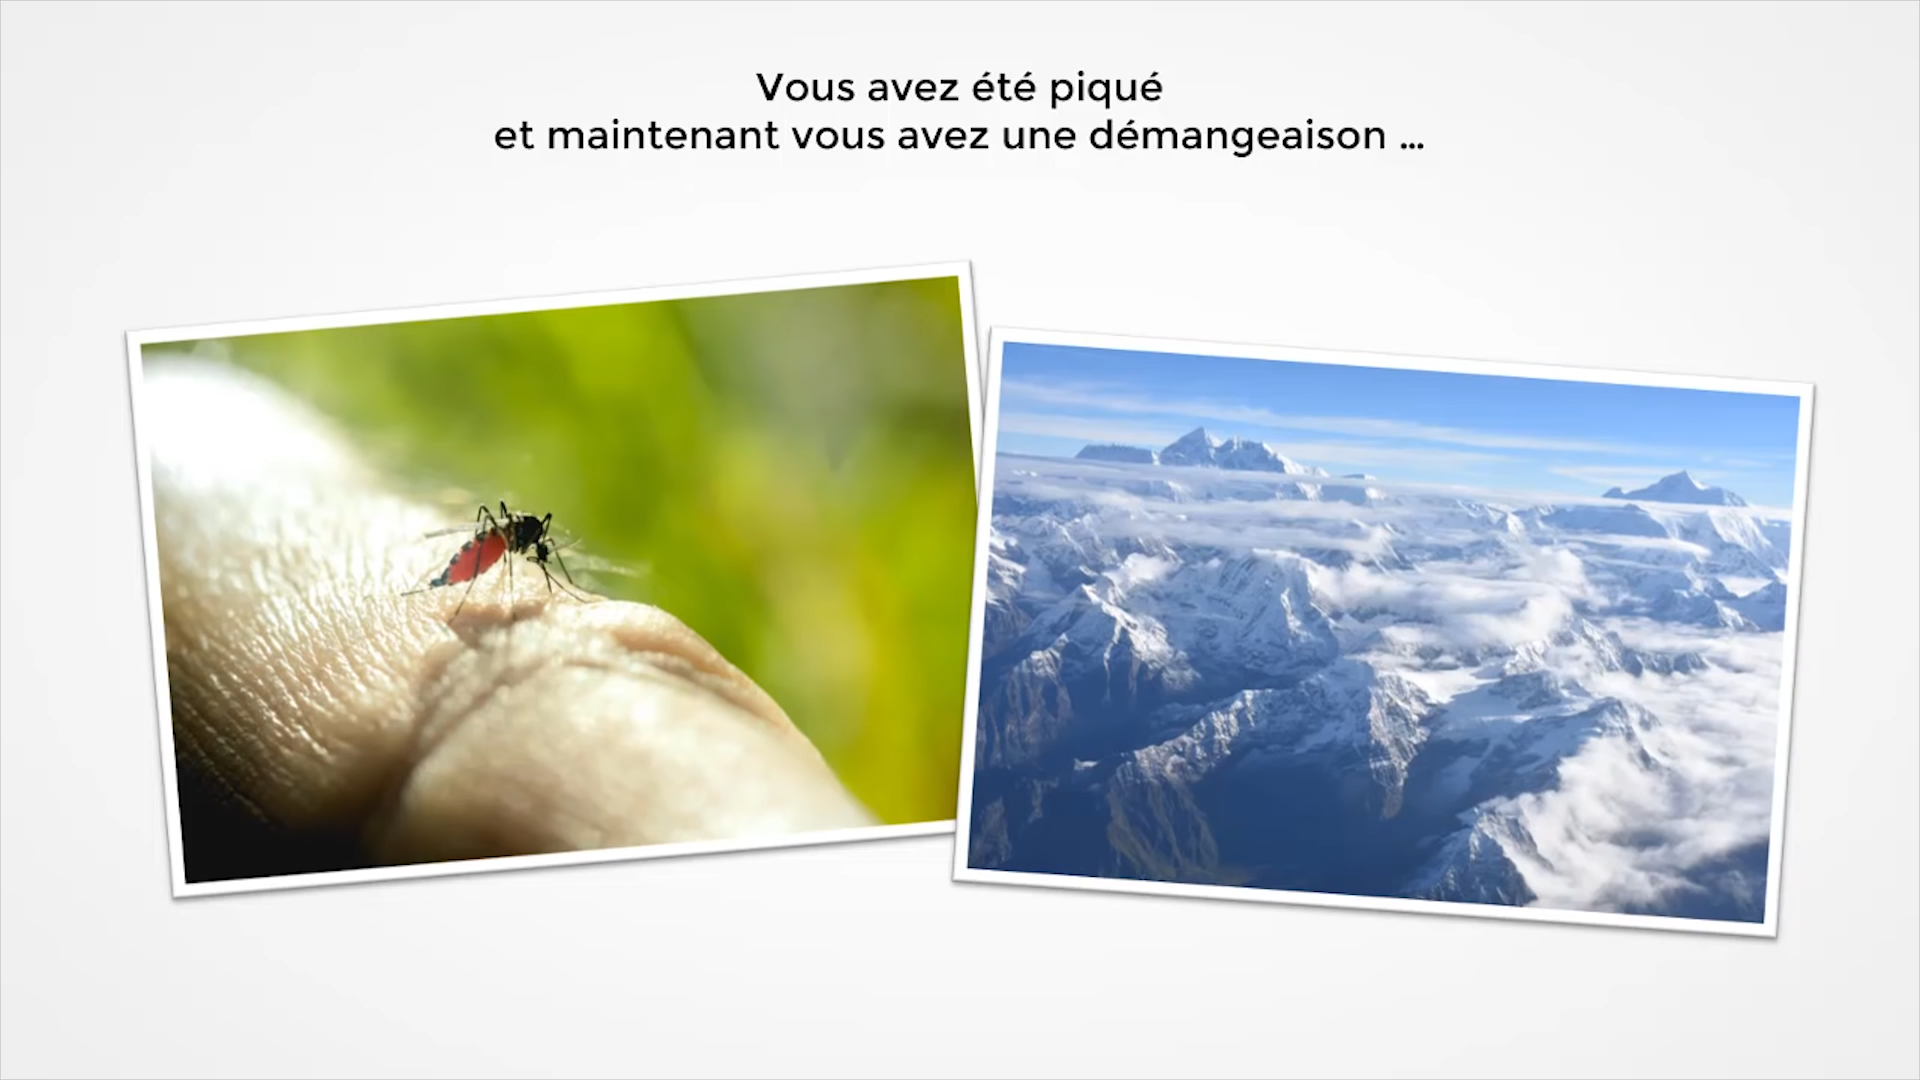 Vous avez été piqué
et maintenant vous avez une démangeaison ...